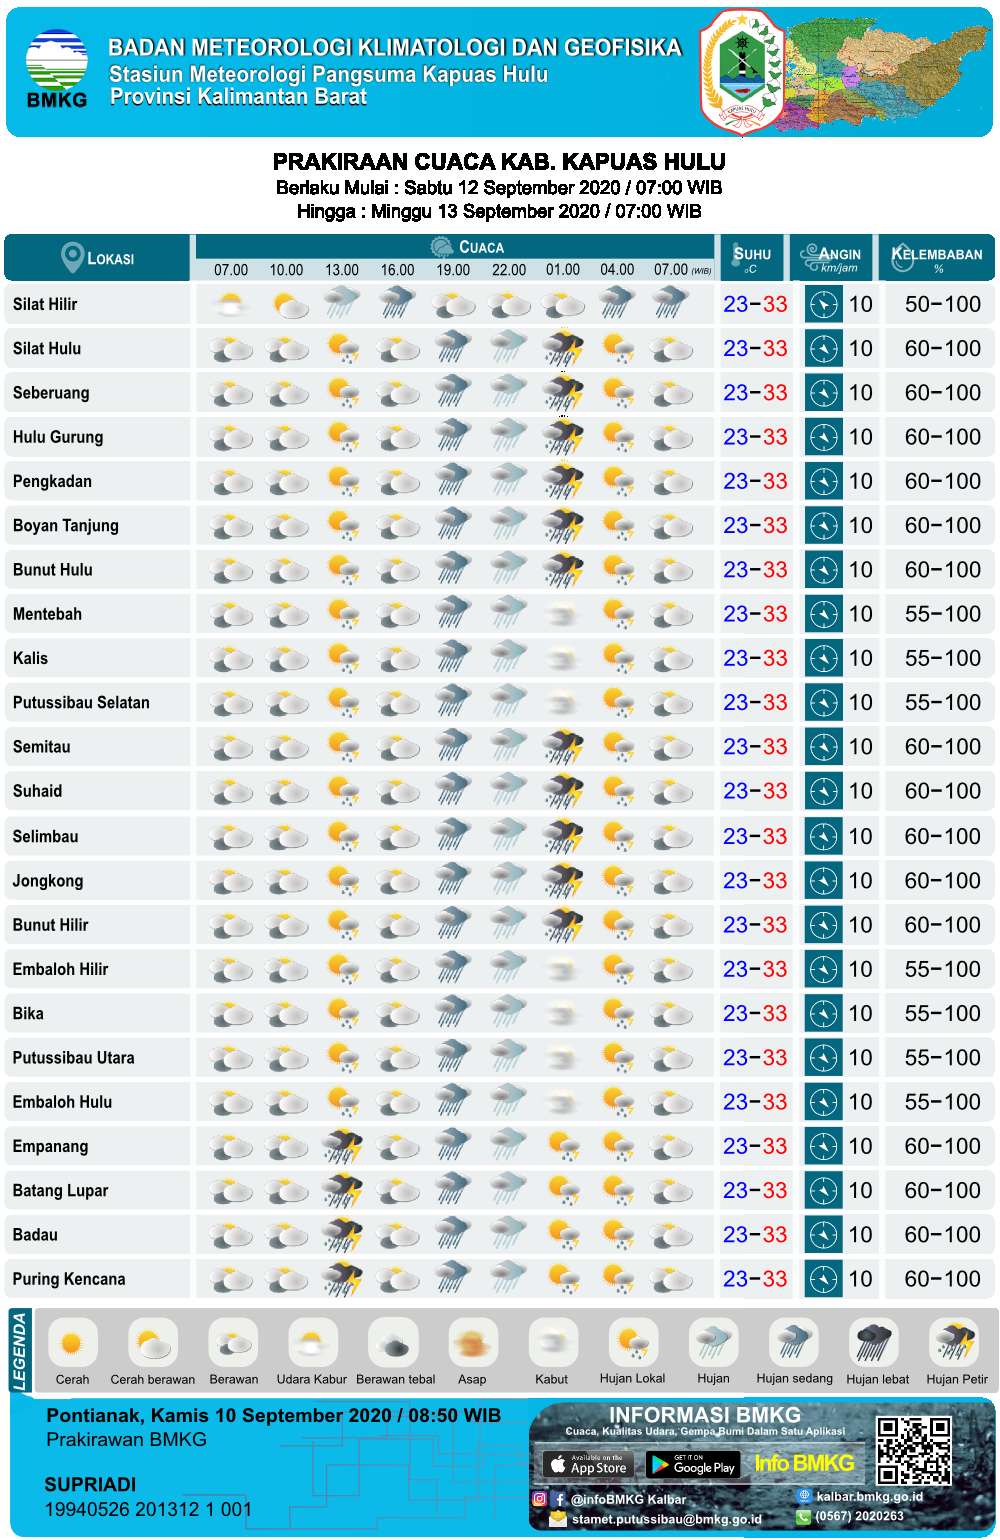 BMKG
BADAN METEOROLOGI KLIMATOLOGI DAN GEOFISIKA
Stasiun Meteorologi Pangsuma Kapuas Hulu
Provinsi Kalimantan Barat
KAPUAS HULU
PRAKIRAAN CUACA KAB. KAPUAS HULU
Berlaku Mulai : Sabtu 12 September 2020 / 07:00 WIB
Hingga : Minggu 13 September 2020 / 07:00 WIB
LOKASI CUACA SUHU ANGIN KELEMBABAN
07.00 10.00 13.00 16.00 19.00 22.00 01.00 04.00 07.00 (WIB) °C km/jam %
Silat Hilir 23-33 10 50-100
Silat Hulu 23-33 10 60-100
Seberuang 23-33 10 60-100
Hulu Gurung 23-33 10 60-100
Pengkadan 23-33 10 60-100
Boyan Tanjung 23-33 10 60-100
Bunut Hulu 23-33 10 60-100
Mentebah 23-33 10 55-100
Kalis 23-33 10 55-100
Putussibau Selatan 23-33 10 55-100
Semitau 23-33 10 60-100
Suhaid 23-33 10 60-100
Selimbau 23-33 10 60-100
Jongkong 23-33 10 60-100
Bunut Hilir 23-33 10 60-100
Embaloh Hilir 23-33 10 55-100
Bika 23-33 10 55-100
Putussibau Utara 23-33 10 55-100
Embaloh Hulu 23-33 10 55-100
Empanang 23-33 10 60-100
Batang Lupar 23-33 10 60-100
Badau 23-33 10 60-100
Puring Kencana 23-33 10 60-100
LEGENDA
Cerah Cerah berawan Berawan Udara Kabur Berawan tebal Asap Kabut Hujan Lokal Hujan Hujan sedang Hujan lebat Hujan Petir
Pontianak, Kamis 10 September 2020 / 08:50 WIB
Prakirawan BMKG
SUPRIADI
19940526 201312 1 001
INFORMASI BMKG
Cuaca, Kualitas Udara, Gempa Bumi Dalam Satu Aplikasi
Available on the App Store
GET IT ON Google Play
Info BMKG
@infoBMKG Kalbar
kalbar.bmkg.go.id
stamet.putussibau@bmkg.go.id
(0567) 2020263